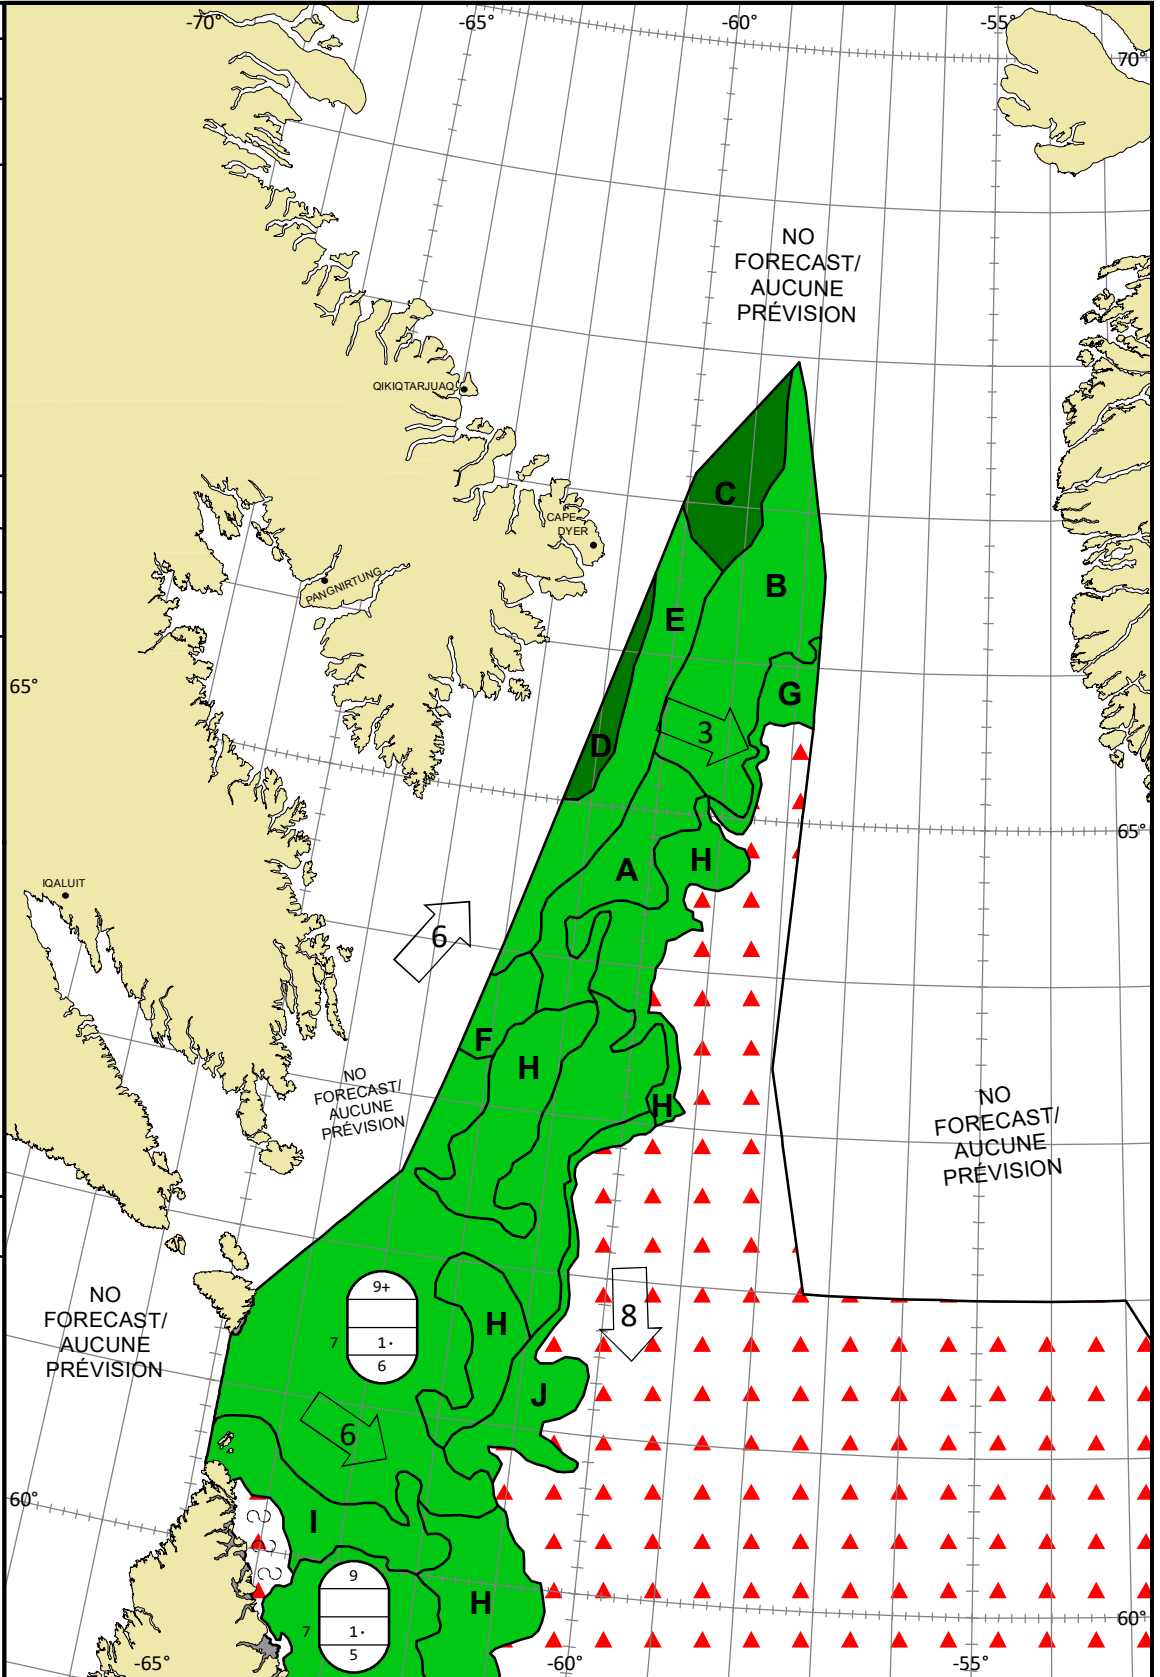 -70°
-65°
-60°
-55°
70°
NO
FORECAST/
AUCUNE
PRÉVISION
QIKIQTARJUAQ
C
CAPE
DYER
PANGNIRTUNG
B
E
65°
G
3
D
65°
H
A
IQALUIT
6
F
H
NO
FORECAST/
AUCUNE
PRÉVISION
H
NO
FORECAST/
AUCUNE
PRÉVISION
NO
FORECAST/
AUCUNE
PRÉVISION
9+
7
1·
6
8
H
J
6
60°
I
9
7
1·
5
H
60°
-65°
-60°
-55°